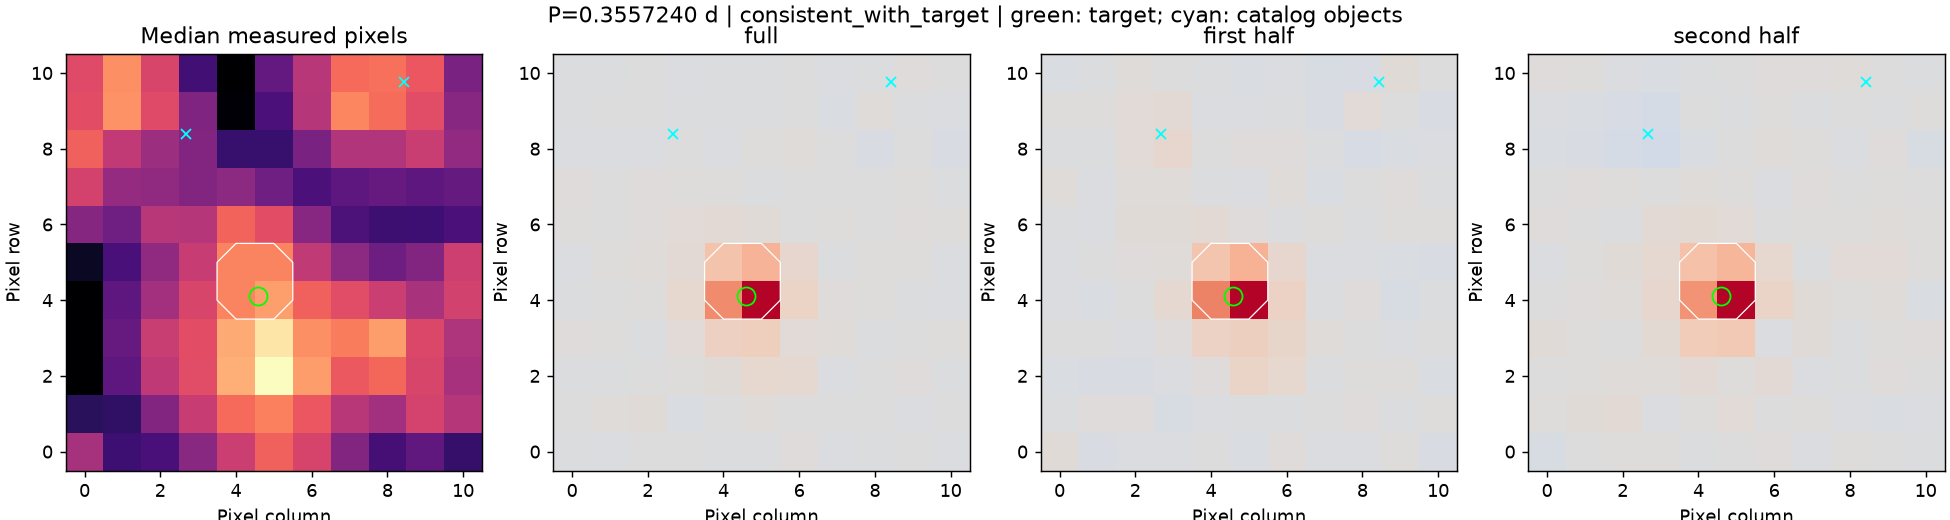 P=0.3557240 d | consistent_with_target | green: target; cyan: catalog objects
Median measured pixels
full
first half
second half
Pixel row
10
8
6
4
2
0
0 2 4 6 8 10
Pixel column
Pixel row
10
8
6
4
2
0
0 2 4 6 8 10
Pixel column
Pixel row
10
8
6
4
2
0
0 2 4 6 8 10
Pixel column
Pixel row
10
8
6
4
2
0
0 2 4 6 8 10
Pixel column